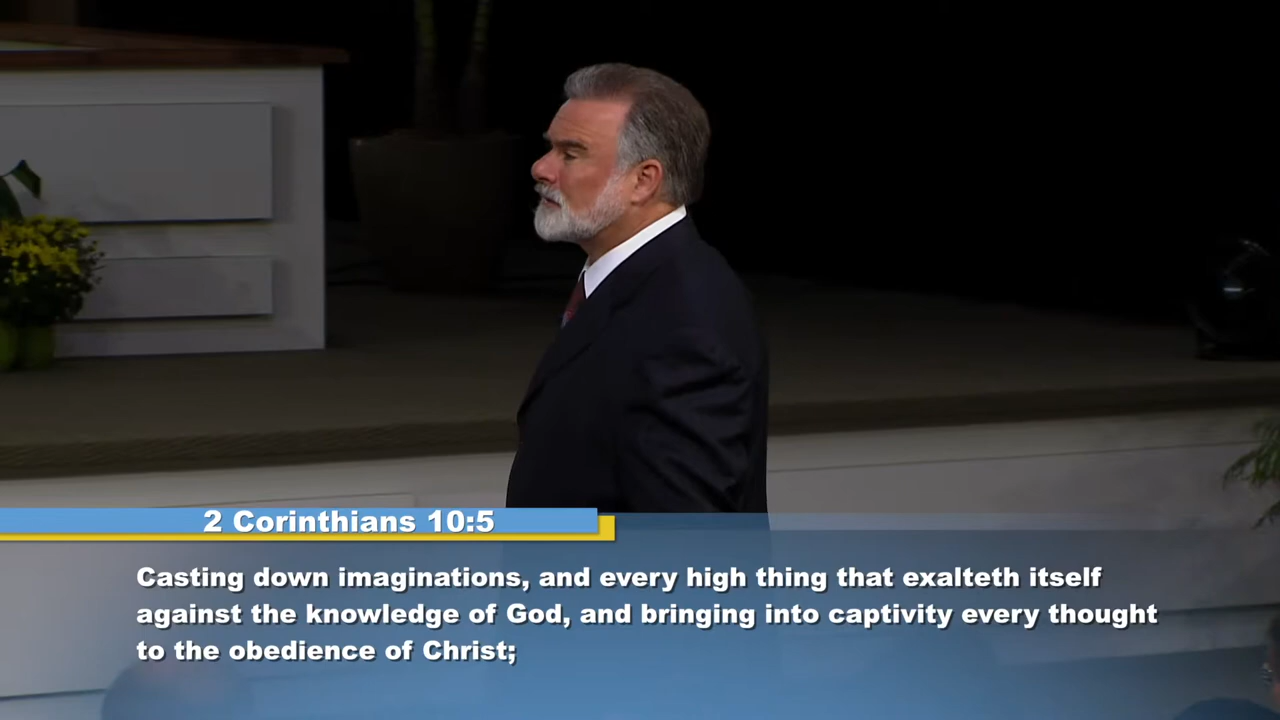 2 Corinthians 10:5
Casting down imaginations, and every high thing that exalteth itself
against the knowledge of God, and bringing into captivity every thought
to the obedience of Christ;